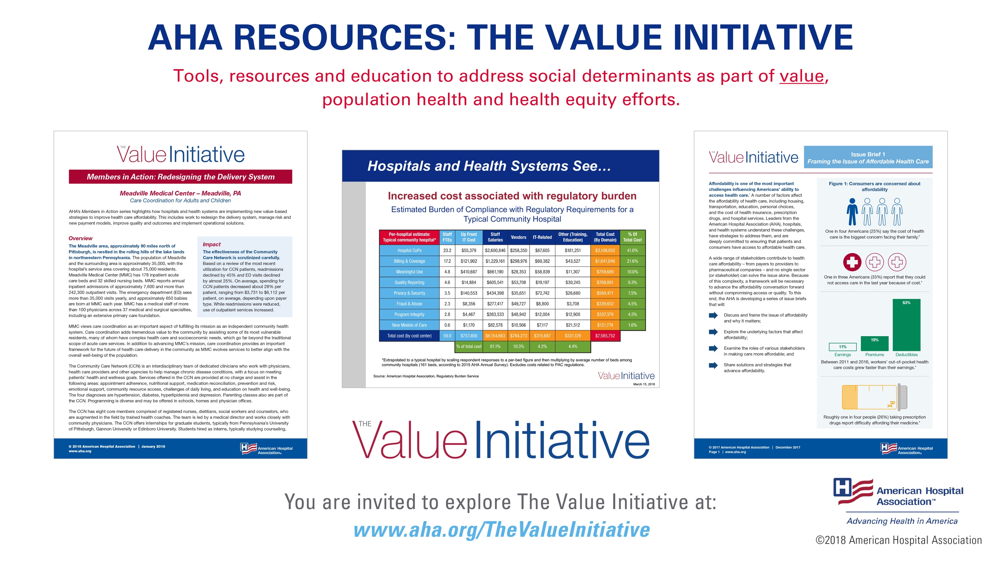 AHA RESOURCES: THE VALUE INITIATIVE
Tools, resources and education to address social determinants as part of value,
population health and health equity efforts.
THE Value Initiative
Members in Action: Redesigning the Delivery System
Meadville Medical Center – Meadville, PA
Care Coordination for Adults and Children
AHA's Members in Action series highlights how hospitals and health systems are implementing new value-based
strategies to improve health care affordability. This includes work to redesign the delivery system, manage risk and
new payment models, improve quality and outcomes and implement operational solutions.
Overview
The Meadville area, approximately 90 miles north of
Pittsburgh, is nestled in the rolling hills of the lake lands
in northwestern Pennsylvania. The population of Meadville
and the surrounding area is approximately 35,000, with the
hospital's service area covering about 75,000 residents.
Meadville Medical Center (MMC) has 178 inpatient acute
care beds and 32 skilled nursing beds. MMC reports annual
inpatient admissions of approximately 7,600 and more than
242,300 outpatient visits. The emergency department (ED) sees
more than 35,000 visits yearly, and approximately 650 babies
are born at MMC each year. MMC has a medical staff of more
than 100 physicians across 37 medical and surgical specialties,
including an extensive primary care foundation.
Impact
The effectiveness of the Community
Care Network is scrutinized carefully.
Based on a review of the most recent
utilization for CCN patients, readmissions
declined by 45% and ED visits declined
by almost 25%. On average, spending for
CCN patients decreased about 28% per
patient, ranging from $3,731 to $6,112 per
patient, on average, depending upon payer
type. While readmissions were reduced,
use of outpatient services increased.
MMC views care coordination as an important aspect of fulfilling its mission as an independent community health
system. Care coordination adds tremendous value to the community by assisting some of its most vulnerable
residents, many of whom have complex health care and socioeconomic needs, which go far beyond the traditional
scope of acute care services. In addition to advancing MMC's mission, care coordination provides an important
framework for the future of health care delivery in the community as MMC evolves services to better align with the
overall well-being of the population.
The Community Care Network (CCN) is an interdisciplinary team of dedicated clinicians who work with physicians,
health care providers and other agencies to help manage chronic disease conditions, with a focus on meeting
patients' health and wellness goals. Services offered in the CCN are provided at no charge and assist in the
following areas: appointment adherence, nutritional support, medication reconciliation, prevention and risk,
emotional support, community resource access, challenges of daily living, and education on health and well-being.
The four diagnoses are hypertension, diabetes, hyperlipidemia and depression. Parenting classes also are part of
the CCN. Programming is diverse and may be offered in schools, homes and physician offices.
The CCN has eight core members comprised of registered nurses, dietitians, social workers and counselors, who
are augmented in the field by trained health coaches. The team is led by a medical director and works closely with
community physicians. The CCN offers internships for graduate students, typically from Pennsylvania's University
of Pittsburgh, Gannon University or Edinboro University. Students hired as interns, typically studying counseling,
© 2018 American Hospital Association | January 2018
www.aha.org
H American Hospital
Association®
Hospitals and Health Systems See…
Increased cost associated with regulatory burden
Estimated Burden of Compliance with Regulatory Requirements for a
Typical Community Hospital
Per-hospital estimate: Typical community hospital* Staff FTEs Up Front IT Cost Staff Salaries Vendors IT-Related Other (Training, Education) Total Cost (By Domain) % Of Total Cost
Hospital CoPs 23.2 $55,379 $2,600,846 $258,350 $67,605 $181,251 $3,108,052 41.0%
Billing & Coverage 17.2 $121,902 $1,229,161 $298,976 $69,382 $43,527 $1,641,046 21.6%
Meaningful Use 4.8 $410,687 $661,190 $28,353 $58,839 $11,307 $759,689 10.0%
Quality Reporting 4.6 $14,884 $605,541 $53,708 $19,197 $30,245 $708,691 9.3%
Privacy & Security 3.5 $140,553 $434,398 $35,651 $72,742 $26,680 $569,471 7.5%
Fraud & Abuse 2.3 $8,356 $277,417 $49,727 $8,800 $3,708 $339,652 4.5%
Program Integrity 2.8 $4,467 $263,533 $48,942 $12,004 $12,900 $337,379 4.5%
New Models of Care 0.6 $1,170 $82,578 $10,566 $7,117 $21,512 $121,774 1.6%
Total cost (by cost center) 59.0 $757,400 $6,154,663 $784,273 $315,687 $331,129 $7,585,752
% of total cost 81.1% 10.3% 4.2% 4.4%
*Extrapolated to a typical hospital by scaling respondent responses to a per-bed figure and then multiplying by average number of beds among
community hospitals (161 beds, according to 2015 AHA Annual Survey). Excludes costs related to PAC regulations.
Source: American Hospital Association, Regulatory Burden Service
THE Value Initiative
March 15, 2018
THE Value Initiative
Issue Brief 1
Framing the Issue of Affordable Health Care
Affordability is one of the most important
challenges influencing Americans' ability to
access health care.¹ A number of factors affect
the affordability of health care, including housing,
transportation, education, personal choices,
and the cost of health insurance, prescription
drugs, and hospital services. Leaders from the
American Hospital Association (AHA), hospitals,
and health systems understand these challenges,
have strategies to address them, and are
deeply committed to ensuring that patients and
consumers have access to affordable health care.
A wide range of stakeholders contribute to health
care affordability – from payers to providers to
pharmaceutical companies – and no single sector
(or stakeholder) can solve the issue alone. Because
of this complexity, a framework will be necessary
to advance the affordability conversation forward
without compromising access or quality. To this
end, the AHA is developing a series of issue briefs
that will:
Discuss and frame the issue of affordability
and why it matters;
Explore the underlying factors that affect
affordability;
Examine the roles of various stakeholders
in making care more affordable; and
Share solutions and strategies that
advance affordability.
Figure 1: Consumers are concerned about
affordability
One in four Americans (25%) say the cost of health
care is the biggest concern facing their family.²
One in three Americans (33%) report that they could
not access care in the last year because of cost.³
11% 19% 63%
Earnings Premiums Deductibles
Between 2011 and 2016, workers' out-of-pocket health
care costs grew faster than their earnings.⁴
Rx
Roughly one in four people (26%) taking prescription
drugs report difficulty affording their medicine.⁵
© 2017 American Hospital Association | December 2017
Page 1 | www.aha.org
H American Hospital
Association®
THE Value Initiative
You are invited to explore The Value Initiative at:
www.aha.org/TheValueInitiative
H American Hospital
Association™
Advancing Health in America
©2018 American Hospital Association